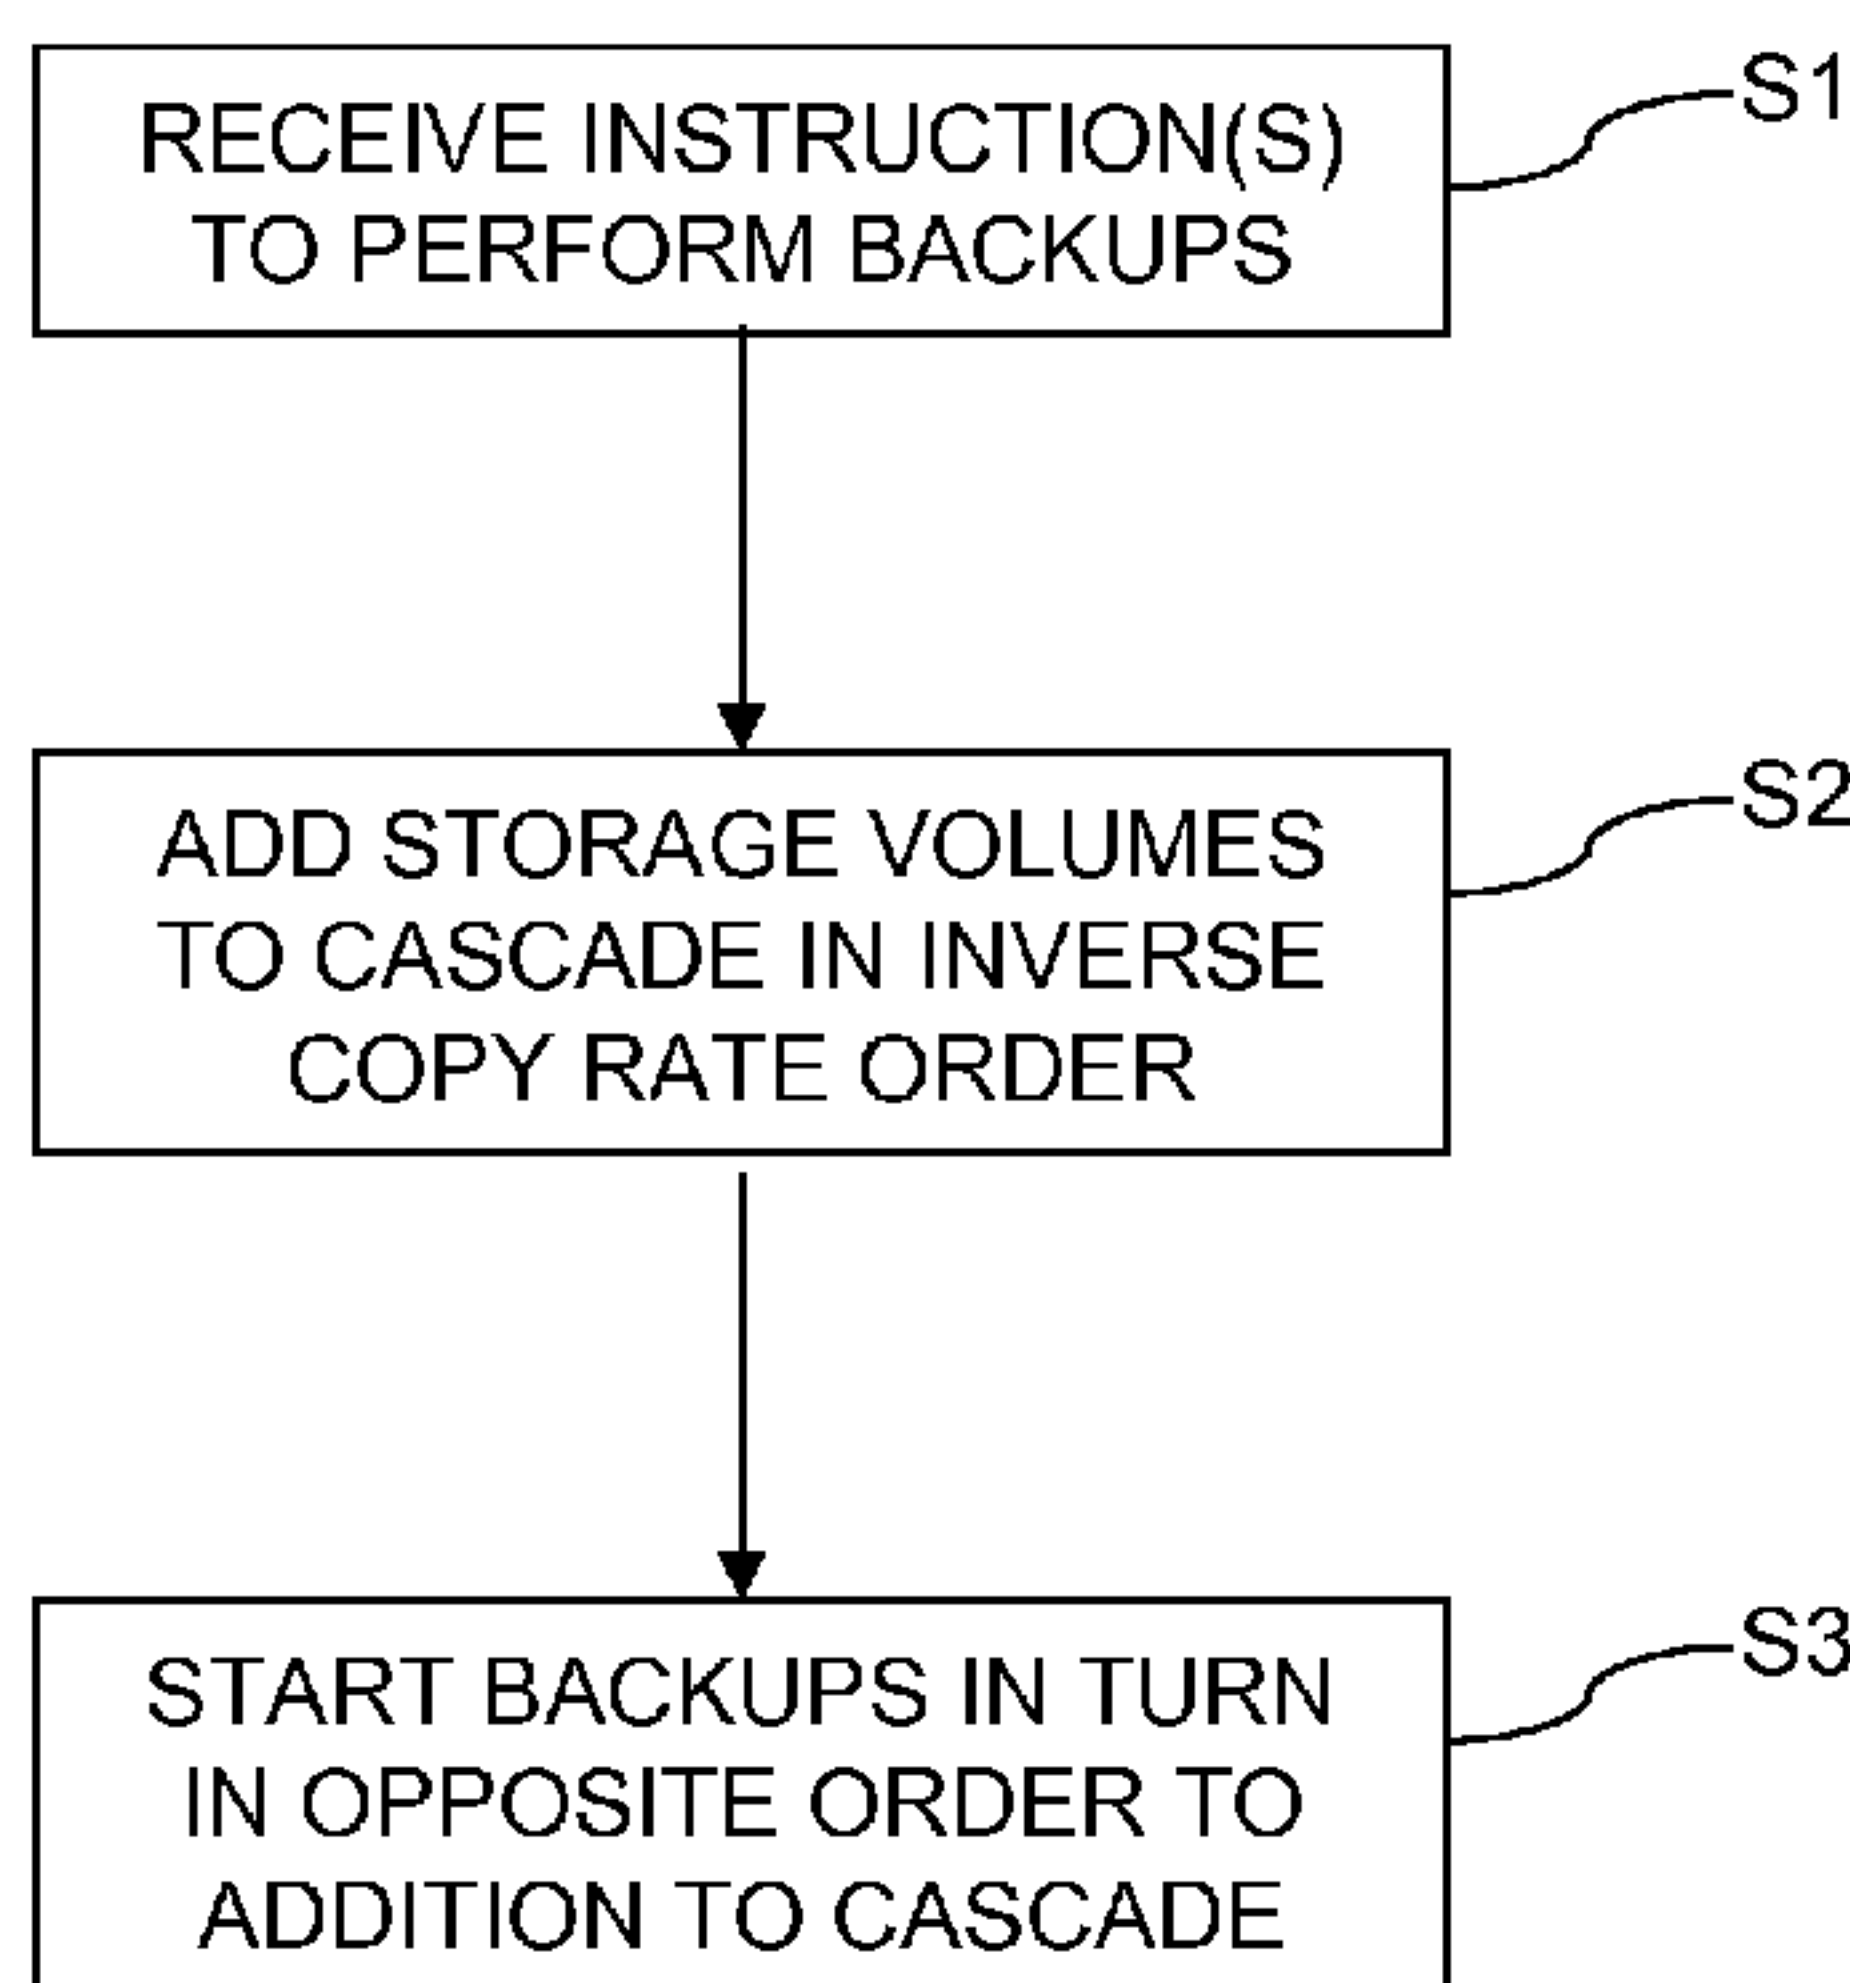 RECEIVE INSTRUCTION(S)
TO PERFORM BACKUPS
S1
ADD STORAGE VOLUMES
TO CASCADE IN INVERSE
COPY RATE ORDER
S2
START BACKUPS IN TURN
IN OPPOSITE ORDER TO
ADDITION TO CASCADE
S3